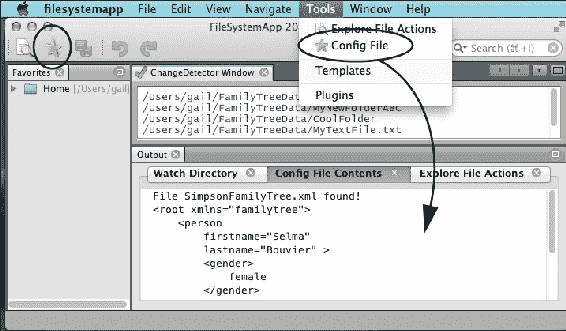 filesystemapp File Edit View Navigate Tools Window Help
FileSystemApp 20
Explore File Actions
Config File
Templates
Plugins
Search (⌘+I)
Favorites
Home [/Users/gail/
ChangeDetector Window
/users/gail/FamilyTreeData
/users/gail/FamilyTreeData/MyNewFolderABC
/users/gail/FamilyTreeData/CoolFolder
/users/gail/FamilyTreeData/MyTextFile.txt
Output
Watch Directory Config File Contents Explore File Actions
File SimpsonFamilyTree.xml found!
<root xmlns="familytree">
<person
firstname="Selma"
lastname="Bouvier" >
<gender>
female
</gender>